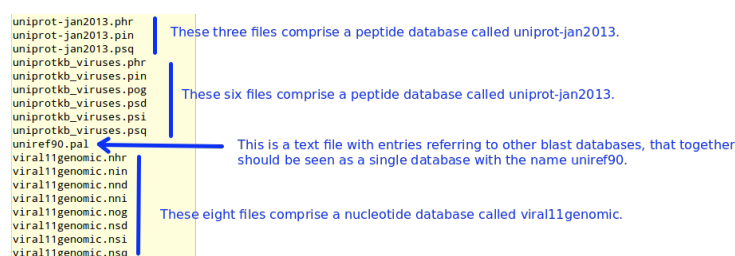 uniprot-jan2013.phr
uniprot-jan2013.pin
uniprot-jan2013.psq
These three files comprise a peptide database called uniprot-jan2013.
uniprotkb_viruses.phr
uniprotkb_viruses.pin
uniprotkb_viruses.pog
uniprotkb_viruses.psd
uniprotkb_viruses.psi
uniprotkb_viruses.psq
These six files comprise a peptide database called uniprot-jan2013.
uniref90.pal
This is a text file with entries referring to other blast databases, that together
should be seen as a single database with the name uniref90.
viral11genomic.nhr
viral11genomic.nin
viral11genomic.nnd
viral11genomic.nni
viral11genomic.nog
viral11genomic.nsd
viral11genomic.nsi
viral11genomic.nsq
These eight files comprise a nucleotide database called viral11genomic.